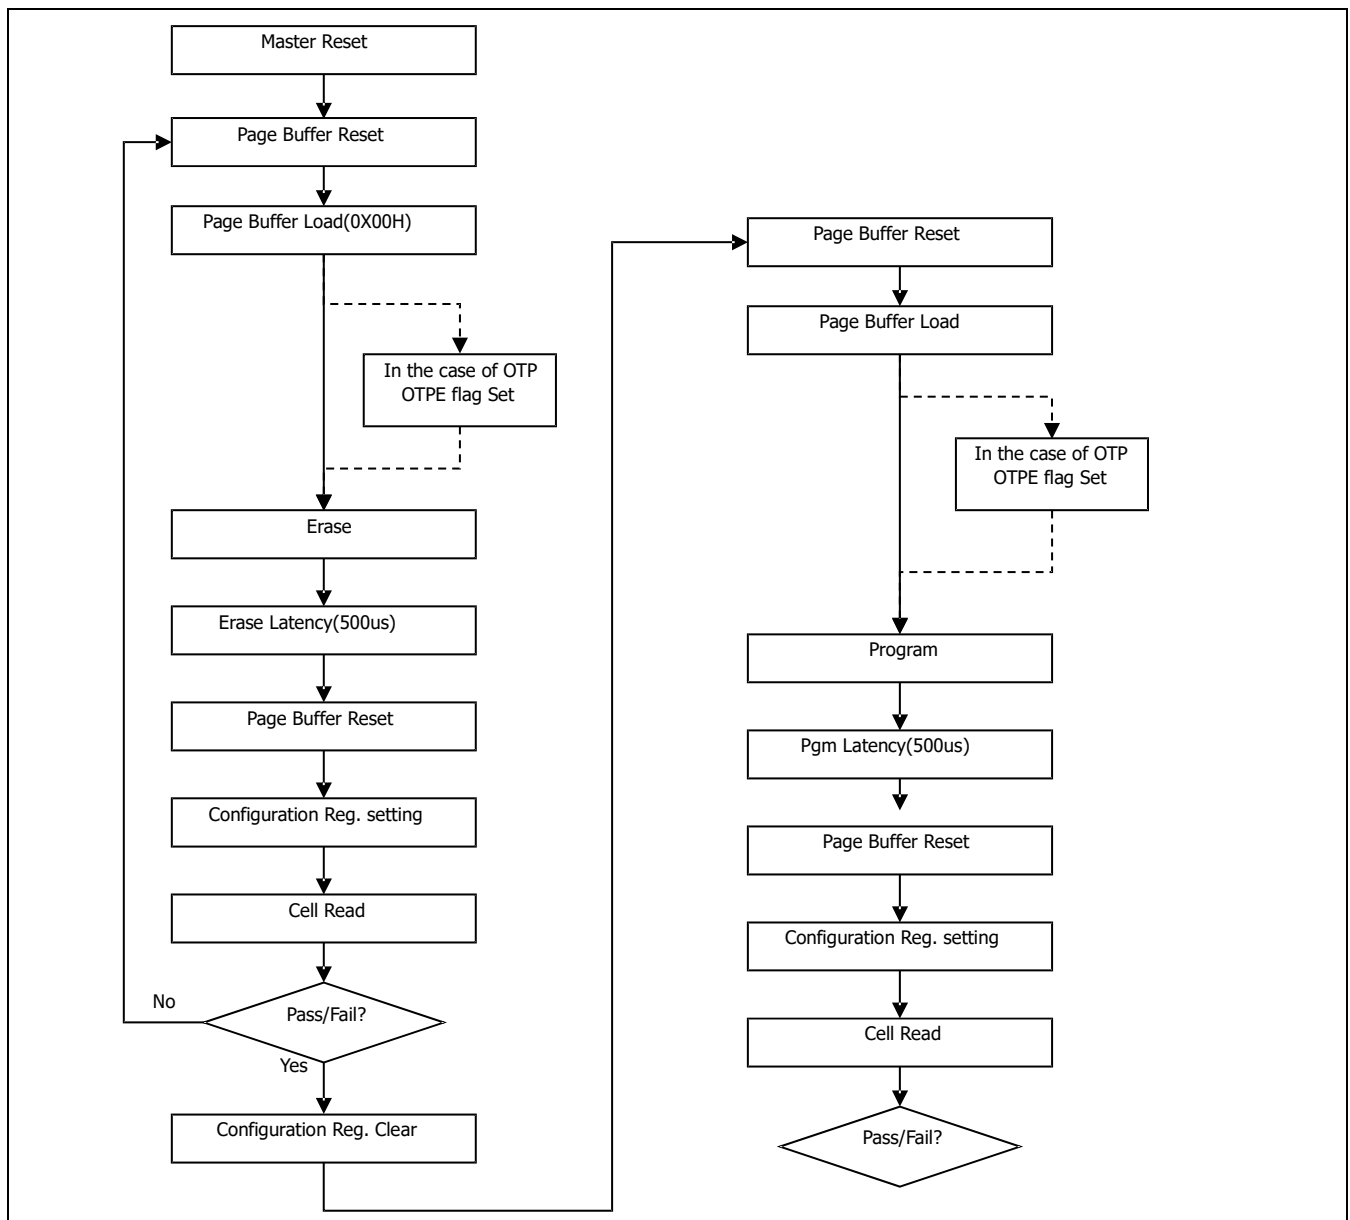 Master Reset
Page Buffer Reset
Page Buffer Load(0X00H)
In the case of OTP
OTPE flag Set
Erase
Erase Latency(500us)
Page Buffer Reset
Configuration Reg. setting
Cell Read
Pass/Fail?
No
Yes
Configuration Reg. Clear
Page Buffer Reset
Page Buffer Load
In the case of OTP
OTPE flag Set
Program
Pgm Latency(500us)
Page Buffer Reset
Configuration Reg. setting
Cell Read
Pass/Fail?